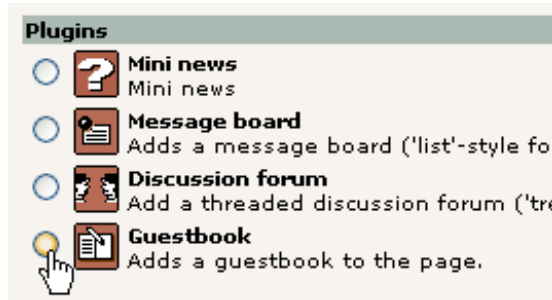 Plugins
Mini news
Mini news
Message board
Adds a message board ('list'-style fo
Discussion forum
Add a threaded discussion forum ('tre
Guestbook
Adds a guestbook to the page.